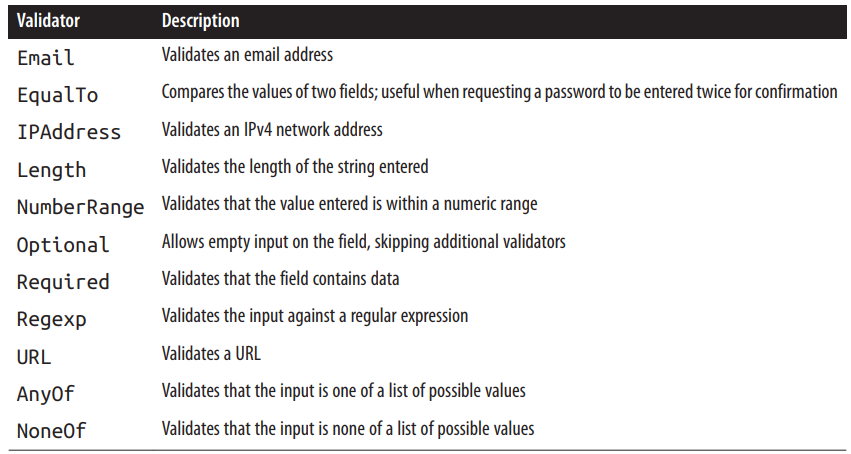 Validator Description
Email Validates an email address
EqualTo Compares the values of two fields; useful when requesting a password to be entered twice for confirmation
IPAddress Validates an IPv4 network address
Length Validates the length of the string entered
NumberRange Validates that the value entered is within a numeric range
Optional Allows empty input on the field, skipping additional validators
Required Validates that the field contains data
Regexp Validates the input against a regular expression
URL Validates a URL
AnyOf Validates that the input is one of a list of possible values
NoneOf Validates that the input is none of a list of possible values